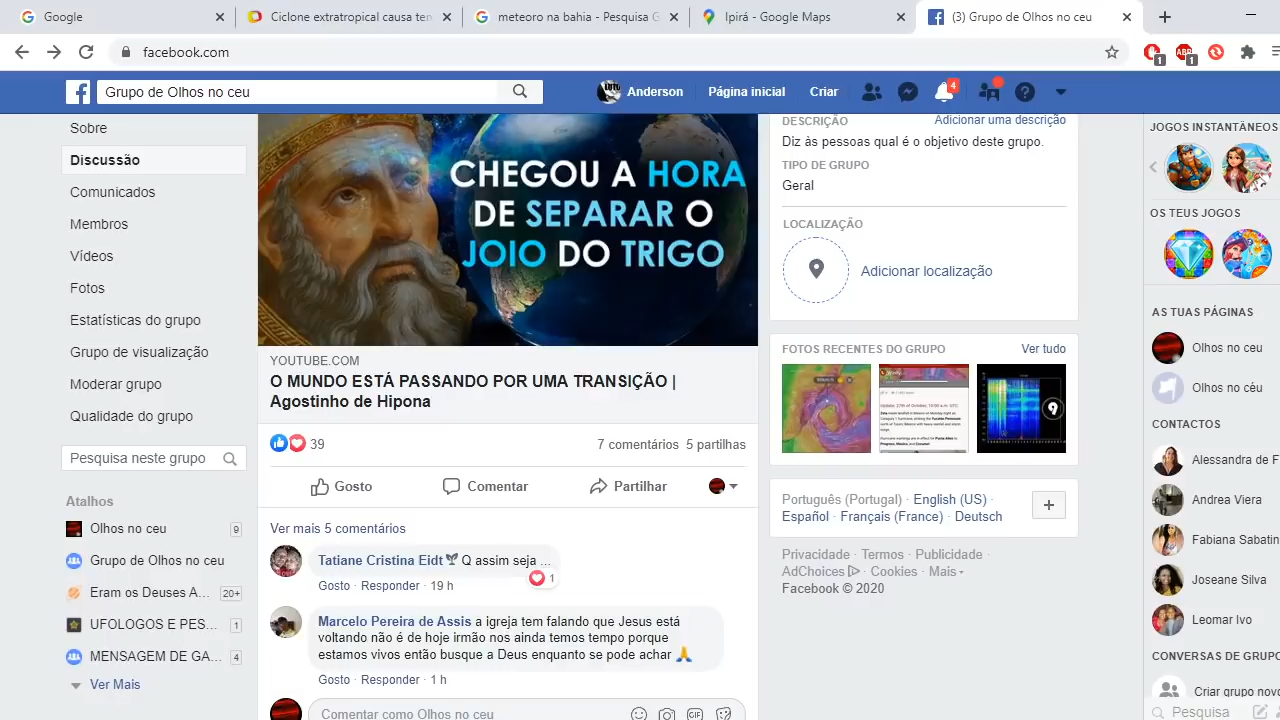 Google
Ciclone extratropical causa ten
meteoro na bahia - Pesquisa G
Ipirá - Google Maps
(3) Grupo de Olhos no ceu
facebook.com
1
ABP
1
Grupo de Olhos no ceu
Anderson
Página inicial
Criar
4
Sobre
Discussão
Comunicados
Membros
Vídeos
Fotos
Estatísticas do grupo
Grupo de visualização
Moderar grupo
Qualidade do grupo
Pesquisa neste grupo
Atalhos
Olhos no ceu 9
Grupo de Olhos no ceu
Eram os Deuses A... 20+
UFOLOGOS E PES... 1
MENSAGEM DE GA... 4
Ver Mais
CHEGOU A HORA
DE SEPARAR O
JOIO DO TRIGO
YOUTUBE.COM
O MUNDO ESTÁ PASSANDO POR UMA TRANSIÇÃO |
Agostinho de Hipona
39
7 comentários 5 partilhas
Gosto
Comentar
Partilhar
Ver mais 5 comentários
Tatiane Cristina Eidt Q assim seja ...
1
Gosto · Responder · 19 h
Marcelo Pereira de Assis a igreja tem falando que Jesus está
voltando não é de hoje irmão nos ainda temos tempo porque
estamos vivos então busque a Deus enquanto se pode achar 🙏
Gosto · Responder · 1 h
Comentar como Olhos no ceu
GIF
DESCRIÇÃO
Adicionar uma descrição
Diz às pessoas qual é o objetivo deste grupo.
TIPO DE GRUPO
Geral
LOCALIZAÇÃO
Adicionar localização
FOTOS RECENTES DO GRUPO
Ver tudo
Português (Portugal) · English (US) ·
Español · Français (France) · Deutsch
Privacidade · Termos · Publicidade ·
AdChoices · Cookies · Mais
Facebook © 2020
JOGOS INSTANTÂNEOS
OS TEUS JOGOS
AS TUAS PÁGINAS
Olhos no ceu
Olhos no céu
CONTACTOS
Alessandra de F
Andrea Viera
Fabiana Sabatin
Joseane Silva
Leomar Ivo
CONVERSAS DE GRUPO
Criar grupo novo
Pesquisa